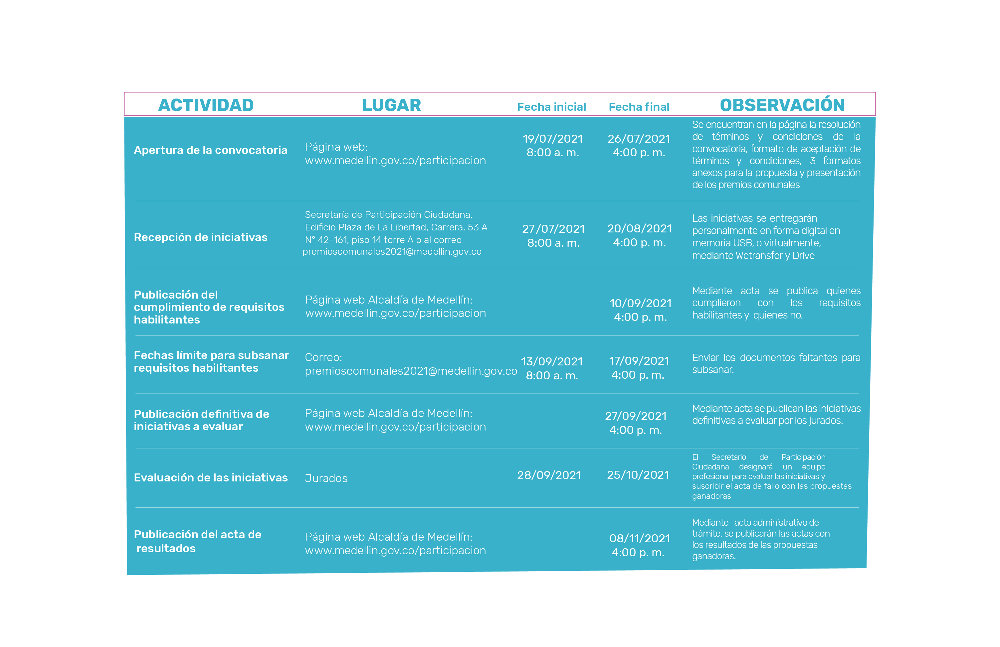 ACTIVIDAD LUGAR Fecha inicial Fecha final OBSERVACIÓN
Apertura de la convocatoria
Página web:
www.medellin.gov.co/participacion
19/07/2021
8:00 a. m.
26/07/2021
4:00 p. m.
Se encuentran en la página la resolución
de términos y condiciones de la
convocatoria, formato de aceptación de
términos y condiciones, 3 formatos
anexos para la propuesta y presentación
de los premios comunales
Recepción de iniciativas
Secretaría de Participación Ciudadana,
Edificio Plaza de La Libertad, Carrera. 53 A
N° 42-161, piso 14 torre A o al correo
premioscomunales2021@medellin.gov.co
27/07/2021
8:00 a. m.
20/08/2021
4:00 p. m.
Las iniciativas se entregarán
personalmente en forma digital en
memoria USB, o virtualmente,
mediante Wetransfer y Drive
Publicación del
cumplimiento de requisitos
habilitantes
Página web Alcaldía de Medellín:
www.medellin.gov.co/participacion
10/09/2021
4:00 p. m.
Mediante acta se publica quienes
cumplieron con los requisitos
habilitantes y quienes no.
Fechas límite para subsanar
requisitos habilitantes
Correo:
premioscomunales2021@medellin.gov.co
13/09/2021
8:00 a. m.
17/09/2021
4:00 p. m.
Enviar los documentos faltantes para
subsanar.
Publicación definitiva de
iniciativas a evaluar
Página web Alcaldía de Medellín:
www.medellin.gov.co/participacion
27/09/2021
4:00 p. m.
Mediante acta se publican las iniciativas
definitivas a evaluar por los jurados.
Evaluación de las iniciativas
Jurados
28/09/2021
25/10/2021
El Secretario de Participación
Ciudadana designará un equipo
profesional para evaluar las iniciativas y
suscribir el acta de fallo con las propuestas
ganadoras
Publicación del acta de
resultados
Página web Alcaldía de Medellín:
www.medellin.gov.co/participacion
08/11/2021
4:00 p. m.
Mediante acto administrativo de
trámite, se publicarán las actas con
los resultados de las propuestas
ganadoras.